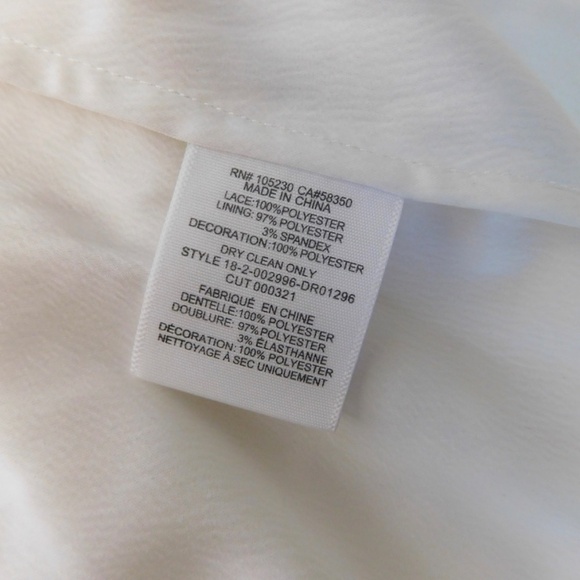 RN# 105230 CA#58350
MADE IN CHINA
LACE:100%POLYESTER
LINING: 97% POLYESTER
3% SPANDEX
DECORATION:100% POLYESTER
DRY CLEAN ONLY
STYLE 18-2-002996-DR01296
CUT 000321
FABRIQUÉ EN CHINE
DENTELLE:100% POLYESTER
DOUBLURE: 97%POLYESTER
3% ÉLASTHANNE
DÉCORATION:100% POLYESTER
NETTOYAGE À SEC UNIQUEMENT